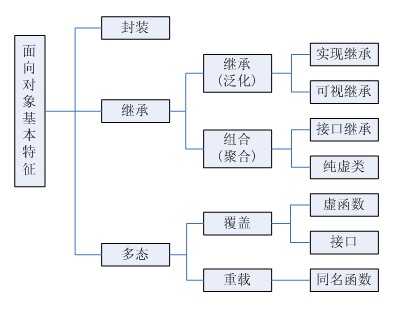 面向对象基本特征
封装
继承
继承
(泛化)
实现继承
可视继承
组合
(聚合)
接口继承
纯虚类
多态
覆盖
虚函数
接口
重载
同名函数